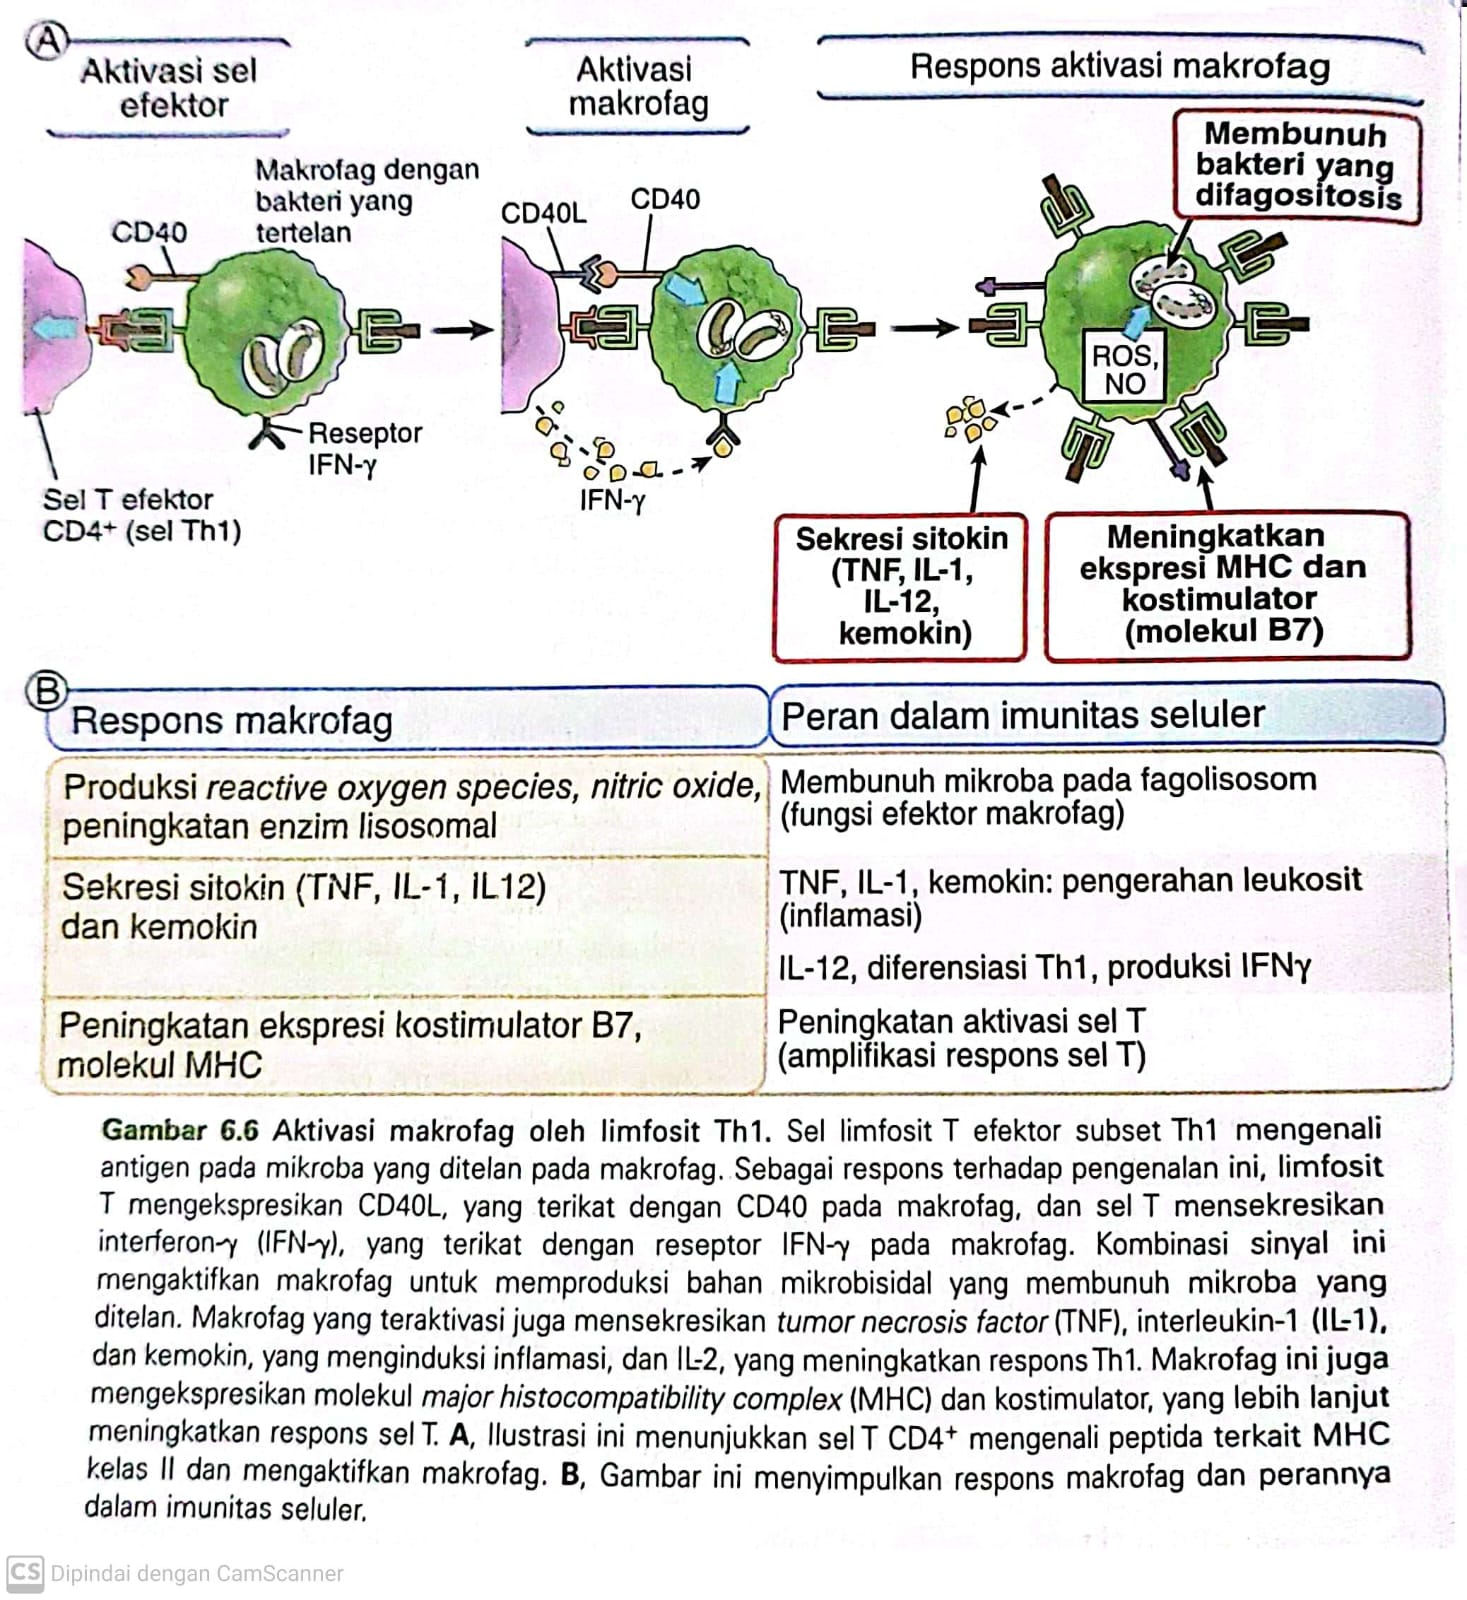 A
Aktivasi sel
efektor
Aktivasi
makrofag
Respons aktivasi makrofag
Membunuh
bakteri yang
difagositosis
Makrofag dengan
bakteri yang
tertelan
CD40
CD40L
CD40
ROS,
NO
Reseptor
IFN-γ
IFN-γ
Sel T efektor
CD4+ (sel Th1)
Sekresi sitokin
(TNF, IL-1,
IL-12,
kemokin)
Meningkatkan
ekspresi MHC dan
kostimulator
(molekul B7)
B
Respons makrofag
Peran dalam imunitas seluler
Produksi reactive oxygen species, nitric oxide,
peningkatan enzim lisosomal
Membunuh mikroba pada fagolisosom
(fungsi efektor makrofag)
Sekresi sitokin (TNF, IL-1, IL12)
dan kemokin
TNF, IL-1, kemokin: pengerahan leukosit
(inflamasi)
IL-12, diferensiasi Th1, produksi IFNγ
Peningkatan ekspresi kostimulator B7,
molekul MHC
Peningkatan aktivasi sel T
(amplifikasi respons sel T)
Gambar 6.6 Aktivasi makrofag oleh limfosit Th1. Sel limfosit T efektor subset Th1 mengenali
antigen pada mikroba yang ditelan pada makrofag. Sebagai respons terhadap pengenalan ini, limfosit
T mengekspresikan CD40L, yang terikat dengan CD40 pada makrofag, dan sel T mensekresikan
interferon-γ (IFN-γ), yang terikat dengan reseptor IFN-γ pada makrofag. Kombinasi sinyal ini
mengaktifkan makrofag untuk memproduksi bahan mikrobisidal yang membunuh mikroba yang
ditelan. Makrofag yang teraktivasi juga mensekresikan tumor necrosis factor (TNF), interleukin-1 (IL-1),
dan kemokin, yang menginduksi inflamasi, dan IL-2, yang meningkatkan respons Th1. Makrofag ini juga
mengekspresikan molekul major histocompatibility complex (MHC) dan kostimulator, yang lebih lanjut
meningkatkan respons sel T. A, Ilustrasi ini menunjukkan sel T CD4+ mengenali peptida terkait MHC
kelas II dan mengaktifkan makrofag. B, Gambar ini menyimpulkan respons makrofag dan perannya
dalam imunitas seluler.
CS Dipindai dengan CamScanner